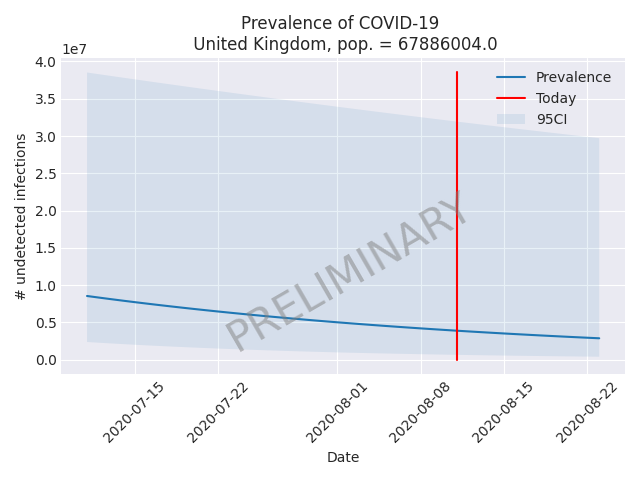 Prevalence of COVID-19
United Kingdom, pop. = 67886004.0
1e7
4.0
3.5
3.0
2.5
2.0
1.5
1.0
0.5
0.0
# undetected infections
Prevalence
Today
95CI
PRELIMINARY
2020-07-15
2020-07-22
2020-08-01
2020-08-08
2020-08-15
2020-08-22
Date